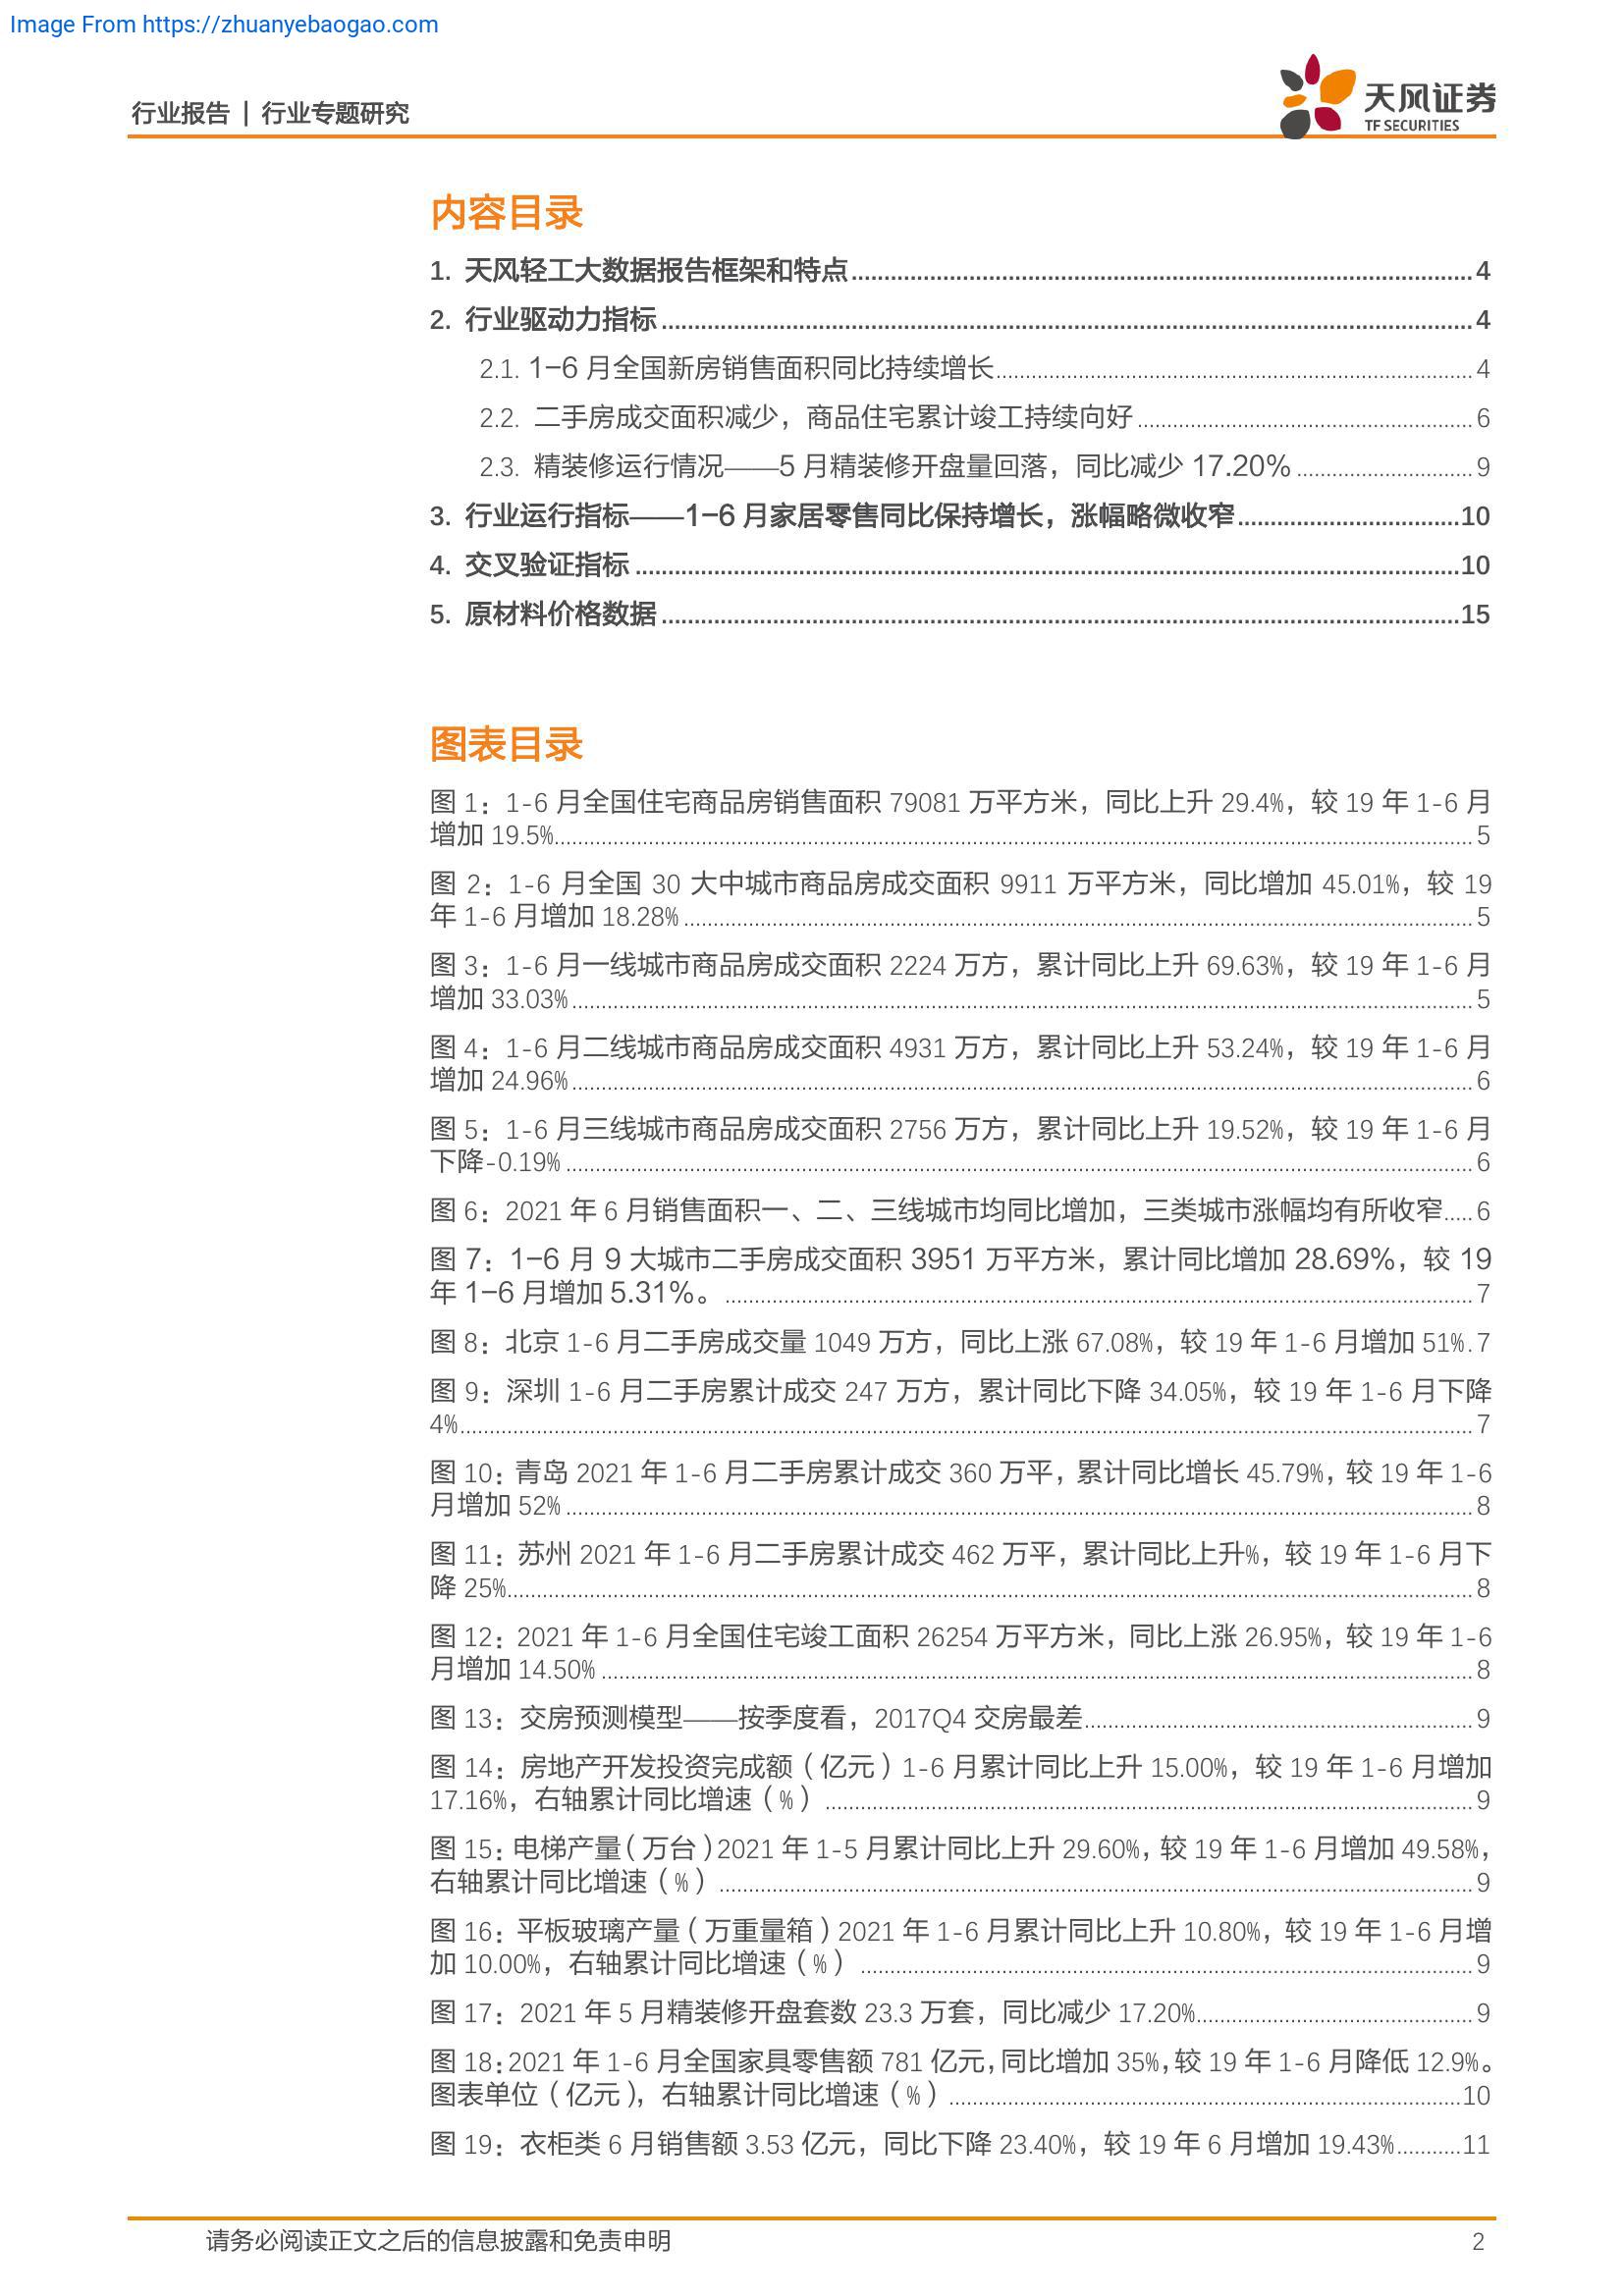 Image From https://zhuanyebaogao.com
行业报告 | 行业专题研究
天风证券
TF SECURITIES
内容目录
1. 天风轻工大数据报告框架和特点 4
2. 行业驱动力指标 4
2.1. 1-6 月全国新房销售面积同比持续增长 4
2.2. 二手房成交面积减少，商品住宅累计竣工持续向好 6
2.3. 精装修运行情况——5 月精装修开盘量回落，同比减少 17.20% 9
3. 行业运行指标——1-6 月家居零售同比保持增长，涨幅略微收窄 10
4. 交叉验证指标 10
5. 原材料价格数据 15
图表目录
图 1：1-6 月全国住宅商品房销售面积 79081 万平方米，同比上升 29.4%，较 19 年 1-6 月
增加 19.5% 5
图 2：1-6 月全国 30 大中城市商品房成交面积 9911 万平方米，同比增加 45.01%，较 19
年 1-6 月增加 18.28% 5
图 3：1-6 月一线城市商品房成交面积 2224 万方，累计同比上升 69.63%，较 19 年 1-6 月
增加 33.03% 5
图 4：1-6 月二线城市商品房成交面积 4931 万方，累计同比上升 53.24%，较 19 年 1-6 月
增加 24.96% 6
图 5：1-6 月三线城市商品房成交面积 2756 万方，累计同比上升 19.52%，较 19 年 1-6 月
下降-0.19% 6
图 6：2021 年 6 月销售面积一、二、三线城市均同比增加，三类城市涨幅均有所收窄 6
图 7：1-6 月 9 大城市二手房成交面积 3951 万平方米，累计同比增加 28.69%，较 19
年 1-6 月增加 5.31%。 7
图 8：北京 1-6 月二手房成交量 1049 万方，同比上涨 67.08%，较 19 年 1-6 月增加 51% 7
图 9：深圳 1-6 月二手房累计成交 247 万方，累计同比下降 34.05%，较 19 年 1-6 月下降
4% 7
图 10：青岛 2021 年 1-6 月二手房累计成交 360 万平，累计同比增长 45.79%，较 19 年 1-6
月增加 52% 8
图 11：苏州 2021 年 1-6 月二手房累计成交 462 万平，累计同比上升%，较 19 年 1-6 月下
降 25% 8
图 12：2021 年 1-6 月全国住宅竣工面积 26254 万平方米，同比上涨 26.95%，较 19 年 1-6
月增加 14.50% 8
图 13：交房预测模型——按季度看，2017Q4 交房最差 9
图 14：房地产开发投资完成额（亿元）1-6 月累计同比上升 15.00%，较 19 年 1-6 月增加
17.16%，右轴累计同比增速（%） 9
图 15：电梯产量（万台）2021 年 1-5 月累计同比上升 29.60%，较 19 年 1-6 月增加 49.58%，
右轴累计同比增速（%） 9
图 16：平板玻璃产量（万重量箱）2021 年 1-6 月累计同比上升 10.80%，较 19 年 1-6 月增
加 10.00%，右轴累计同比增速（%） 9
图 17：2021 年 5 月精装修开盘套数 23.3 万套，同比减少 17.20% 9
图 18：2021 年 1-6 月全国家具零售额 781 亿元，同比增加 35%，较 19 年 1-6 月降低 12.9%。
图表单位（亿元），右轴累计同比增速（%） 10
图 19：衣柜类 6 月销售额 3.53 亿元，同比下降 23.40%，较 19 年 6 月增加 19.43% 11
请务必阅读正文之后的信息披露和免责申明 2